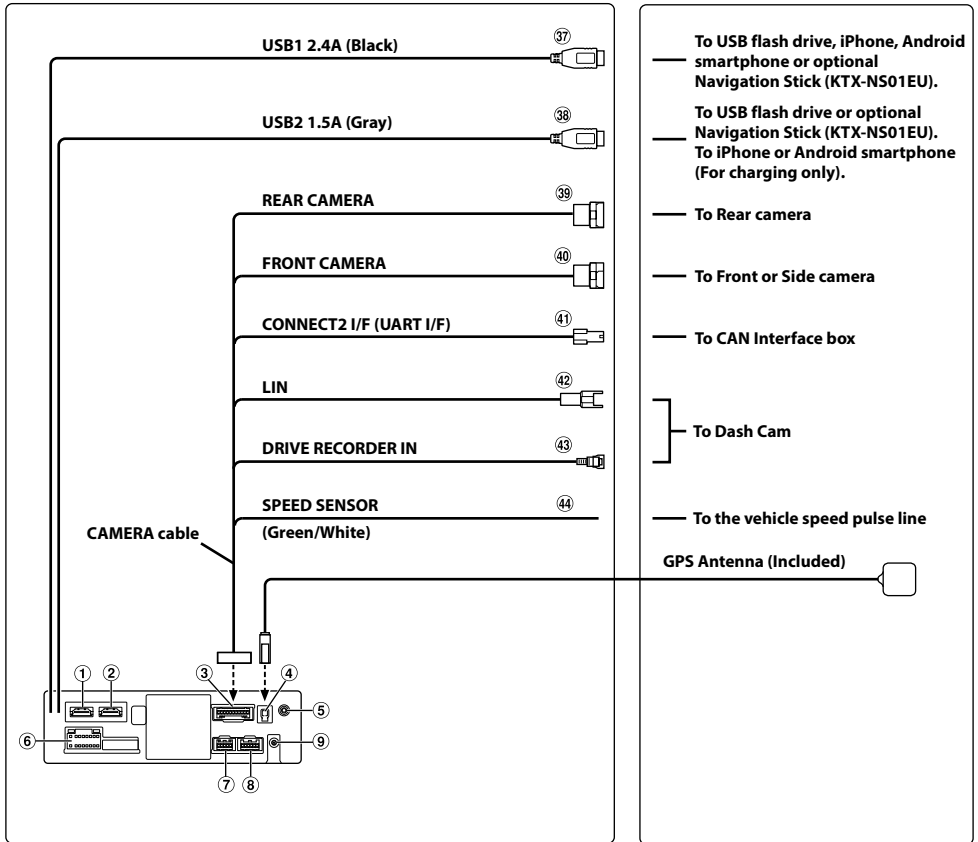 USB1 2.4A (Black)
㊲
To USB flash drive, iPhone, Android
smartphone or optional
Navigation Stick (KTX-NS01EU).
USB2 1.5A (Gray)
㊳
To USB flash drive or optional
Navigation Stick (KTX-NS01EU).
To iPhone or Android smartphone
(For charging only).
REAR CAMERA
㊴
To Rear camera
FRONT CAMERA
㊵
To Front or Side camera
CONNECT2 I/F (UART I/F)
㊶
To CAN Interface box
LIN
㊷
To Dash Cam
DRIVE RECORDER IN
㊸
SPEED SENSOR
(Green/White)
㊹
To the vehicle speed pulse line
CAMERA cable
GPS Antenna (Included)
①
②
③
④
⑤
⑥
⑦
⑧
⑨